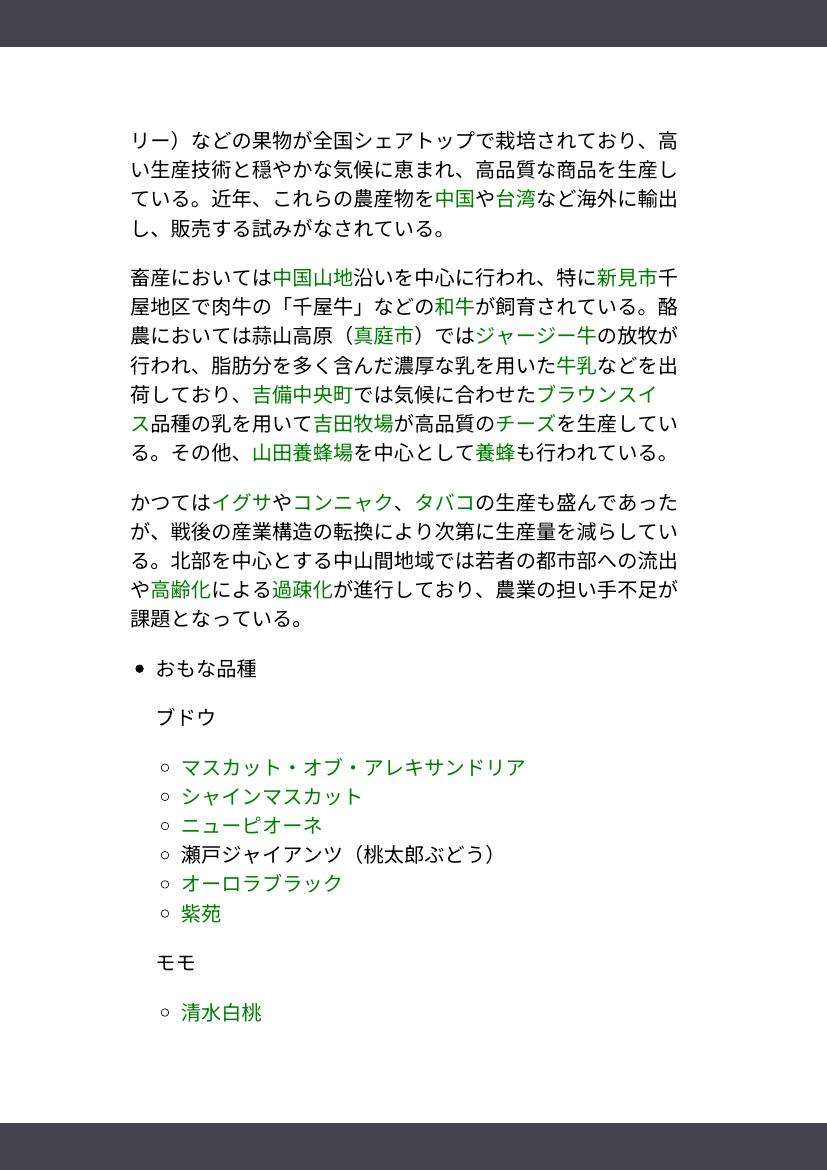 リー）などの果物が全国シェアトップで栽培されており、高
い生産技術と穏やかな気候に恵まれ、高品質な商品を生産し
ている。近年、これらの農産物を中国や台湾など海外に輸出
し、販売する試みがなされている。
畜産においては中国山地沿いを中心に行われ、特に新見市千
屋地区で肉牛の「千屋牛」などの和牛が飼育されている。酪
農においては蒜山高原（真庭市）ではジャージー牛の放牧が
行われ、脂肪分を多く含んだ濃厚な乳を用いた牛乳などを出
荷しており、吉備中央町では気候に合わせたブラウンスイ
ス品種の乳を用いて吉田牧場が高品質のチーズを生産してい
る。その他、山田養蜂場を中心として養蜂も行われている。
かつてはイグサやコンニャク、タバコの生産も盛んであった
が、戦後の産業構造の転換により次第に生産量を減らしてい
る。北部を中心とする中山間地域では若者の都市部への流出
や高齢化による過疎化が進行しており、農業の担い手不足が
課題となっている。
• おもな品種
ブドウ
◦ マスカット・オブ・アレキサンドリア
◦ シャインマスカット
◦ ニューピオーネ
◦ 瀬戸ジャイアンツ（桃太郎ぶどう）
◦ オーロラブラック
◦ 紫苑
モモ
◦ 清水白桃